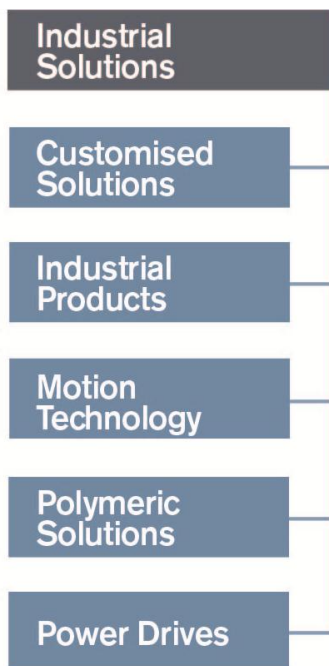 Industrial
Solutions
Customised
Solutions
Industrial
Products
Motion
Technology
Polymeric
Solutions
Power Drives